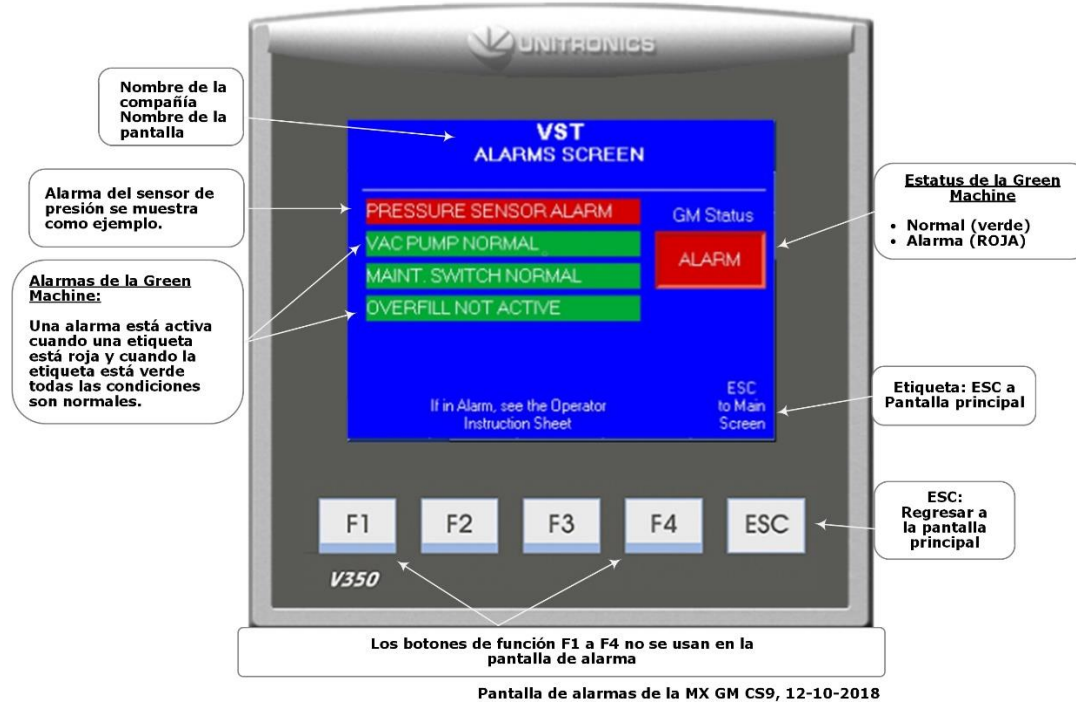 UNITRONICS
Nombre de la
compañía
Nombre de la
pantalla
VST
ALARMS SCREEN
Alarma del sensor de
presión se muestra
como ejemplo.
PRESSURE SENSOR ALARM
VAC PUMP NORMAL
MAINT. SWITCH NORMAL
OVERFILL NOT ACTIVE
GM Status
ALARM
Estatus de la Green
Machine
• Normal (verde)
• Alarma (ROJA)
Alarmas de la Green
Machine:
Una alarma está activa
cuando una etiqueta
está roja y cuando la
etiqueta está verde
todas las condiciones
son normales.
If in Alarm, see the Operator
Instruction Sheet
ESC
to Main
Screen
Etiqueta: ESC a
Pantalla principal
F1 F2 F3 F4 ESC
ESC:
Regresar a
la pantalla
principal
V350
Los botones de función F1 a F4 no se usan en la
pantalla de alarma
Pantalla de alarmas de la MX GM CS9, 12-10-2018